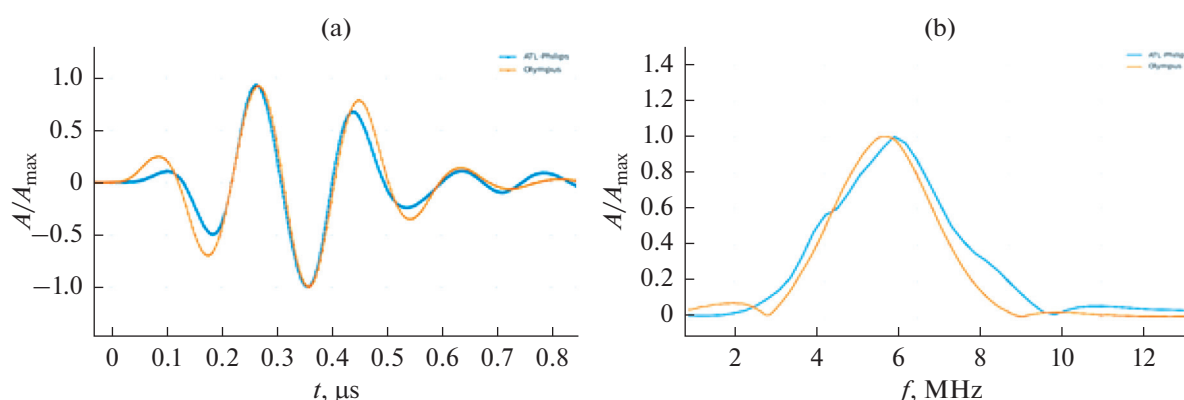 (a)
ATL-Philips
Olympus
1.0
0.5
0
−0.5
−1.0
A/Amax
0 0.1 0.2 0.3 0.4 0.5 0.6 0.7 0.8
t, μs
(b)
ATL-Philips
Olympus
1.4
1.2
1.0
0.8
0.6
0.4
0.2
0
A/Amax
2 4 6 8 10 12
f, MHz